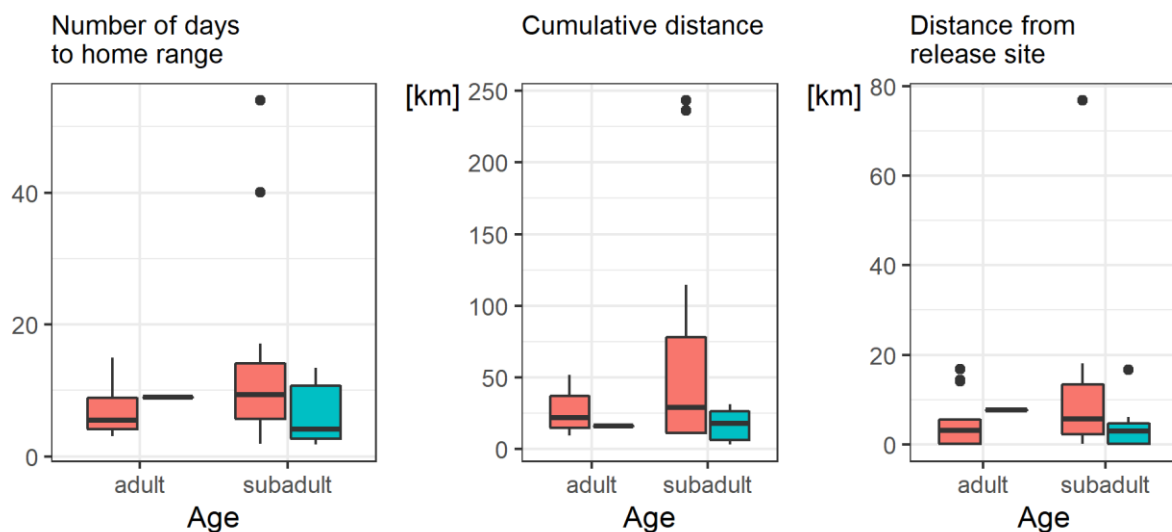 Number of days
to home range
40
20
0
adult
subadult
Age
Cumulative distance
[km]
250
200
150
100
50
0
adult
subadult
Age
Distance from
release site
[km]
80
60
40
20
0
adult
subadult
Age